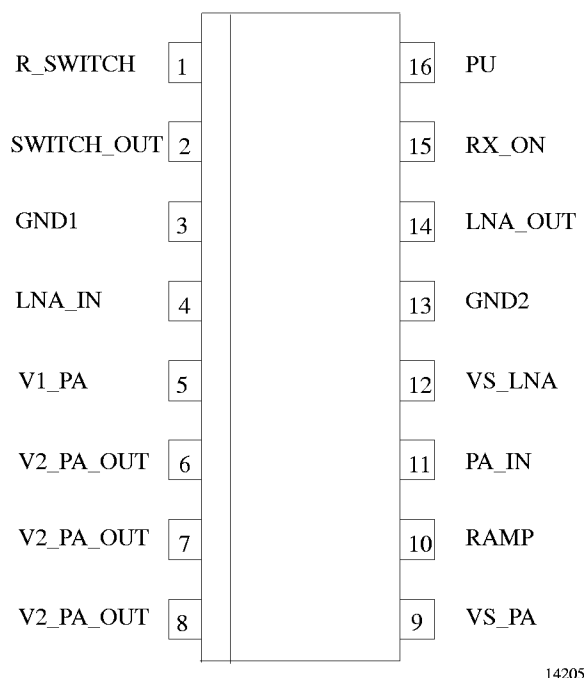 R_SWITCH 1 16 PU
SWITCH_OUT 2 15 RX_ON
GND1 3 14 LNA_OUT
LNA_IN 4 13 GND2
V1_PA 5 12 VS_LNA
V2_PA_OUT 6 11 PA_IN
V2_PA_OUT 7 10 RAMP
V2_PA_OUT 8 9 VS_PA
14205